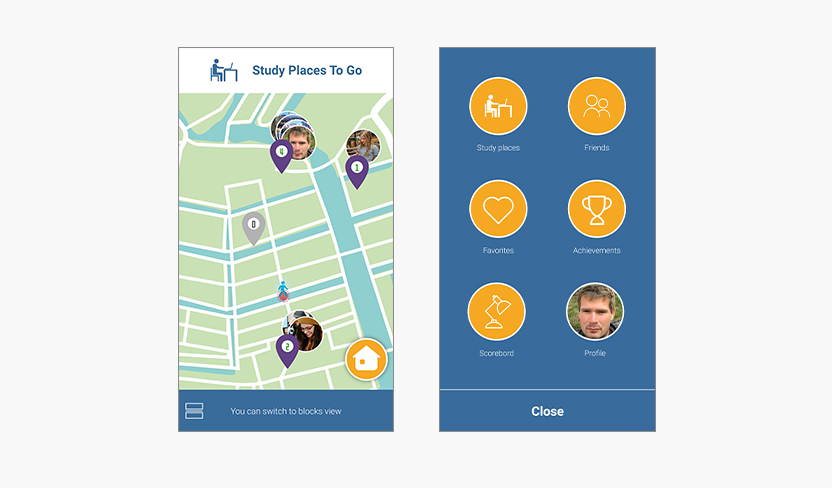 Study Places To Go
4
1
0
2
You can switch to blocks view
Study places
Friends
Favorites
Achievements
Scorebord
Profile
Close